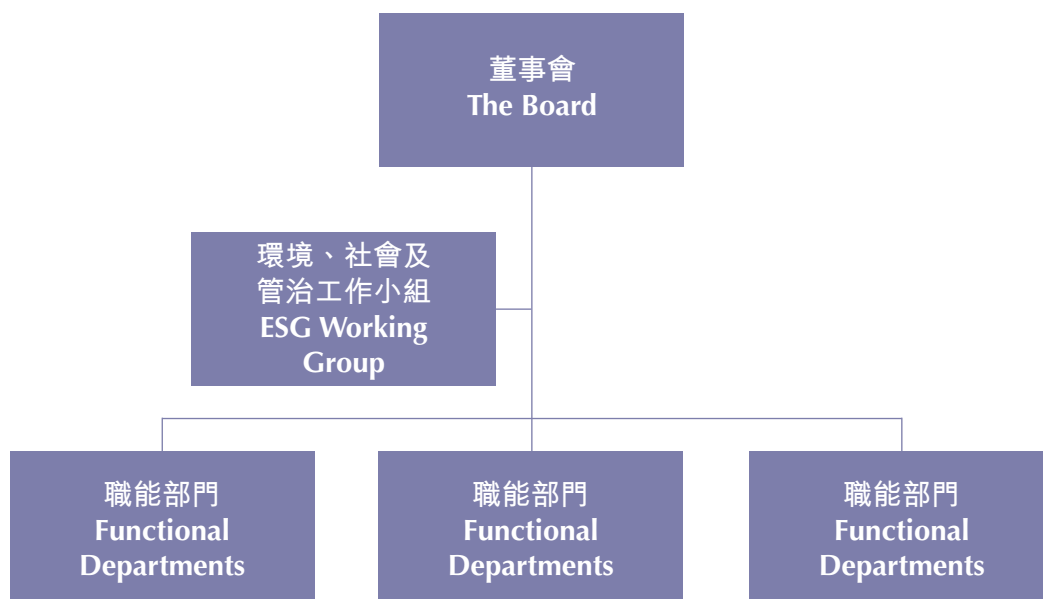 董事會
The Board
環境、社會及
管治工作小組
ESG Working
Group
職能部門
Functional
Departments
職能部門
Functional
Departments
職能部門
Functional
Departments